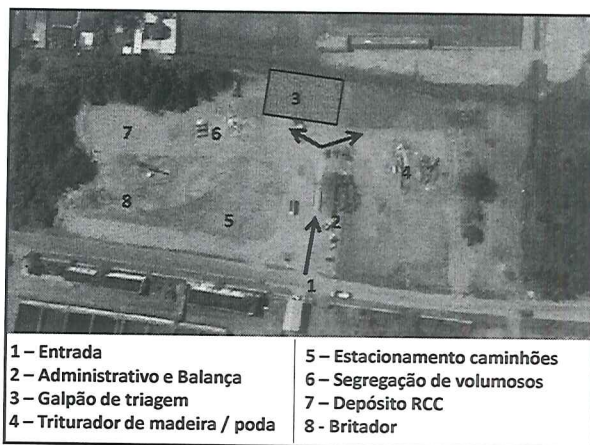 3
7
6
4
8
5
2
1
1 – Entrada
2 – Administrativo e Balança
3 – Galpão de triagem
4 – Triturador de madeira / poda
5 – Estacionamento caminhões
6 – Segregação de volumosos
7 – Depósito RCC
8 - Britador